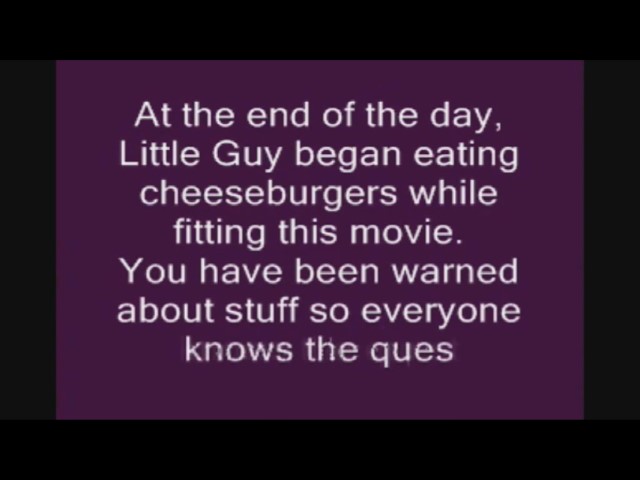 At the end of the day,
Little Guy began eating
cheeseburgers while
fitting this movie.
You have been warned
about stuff so everyone
knows the ques